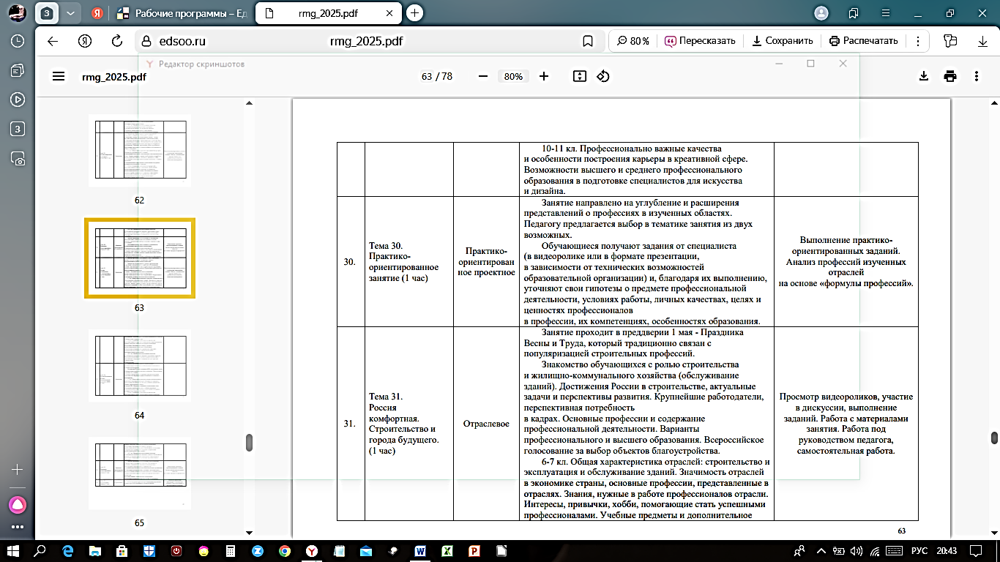 3
Рабочие программы – Ед
rmg_2025.pdf
edsoo.ru
rmg_2025.pdf
80%
Пересказать
Сохранить
Распечатать
Редактор скриншотов
rmg_2025.pdf
63 / 78
80%
3
62
63
64
65
10-11 кл. Профессионально важные качества
и особенности построения карьеры в креативной сфере.
Возможности высшего и среднего профессионального
образования в подготовке специалистов для искусства
и дизайна.
30.
Тема 30.
Практико-
ориентированное
занятие (1 час)
Практико-
ориентирован
ное проектное
Занятие направлено на углубление и расширения
представлений о профессиях в изученных областях.
Педагогу предлагается выбор в тематике занятия из двух
возможных.
Обучающиеся получают задания от специалиста
(в видеоролике или в формате презентации,
в зависимости от технических возможностей
образовательной организации) и, благодаря их выполнению,
уточняют свои гипотезы о предмете профессиональной
деятельности, условиях работы, личных качествах, целях и
ценностях профессионалов
в профессии, их компетенциях, особенностях образования.
Выполнение практико-
ориентированных заданий.
Анализ профессий изученных
отраслей
на основе «формулы профессий».
31.
Тема 31.
Россия
комфортная.
Строительство и
города будущего.
(1 час)
Отраслевое
Занятие проходит в преддверии 1 мая - Праздника
Весны и Труда, который традиционно связан с
популяризацией строительных профессий.
Знакомство обучающихся с ролью строительства
и жилищно-коммунального хозяйства (обслуживание
зданий). Достижения России в строительстве, актуальные
задачи и перспективы развития. Крупнейшие работодатели,
перспективная потребность
в кадрах. Основные профессии и содержание
профессиональной деятельности. Варианты
профессионального и высшего образования. Всероссийское
голосование за выбор объектов благоустройства.
6-7 кл. Общая характеристика отраслей: строительство и
эксплуатация и обслуживание зданий. Значимость отраслей
в экономике страны, основные профессии, представленные в
отраслях. Знания, нужные в работе профессионалов отрасли.
Интересы, привычки, хобби, помогающие стать успешными
профессионалами. Учебные предметы и дополнительное
Просмотр видеороликов, участие
в дискуссии, выполнение
заданий. Работа с материалами
занятия. Работа под
руководством педагога,
самостоятельная работа.
63
РУС
20:43